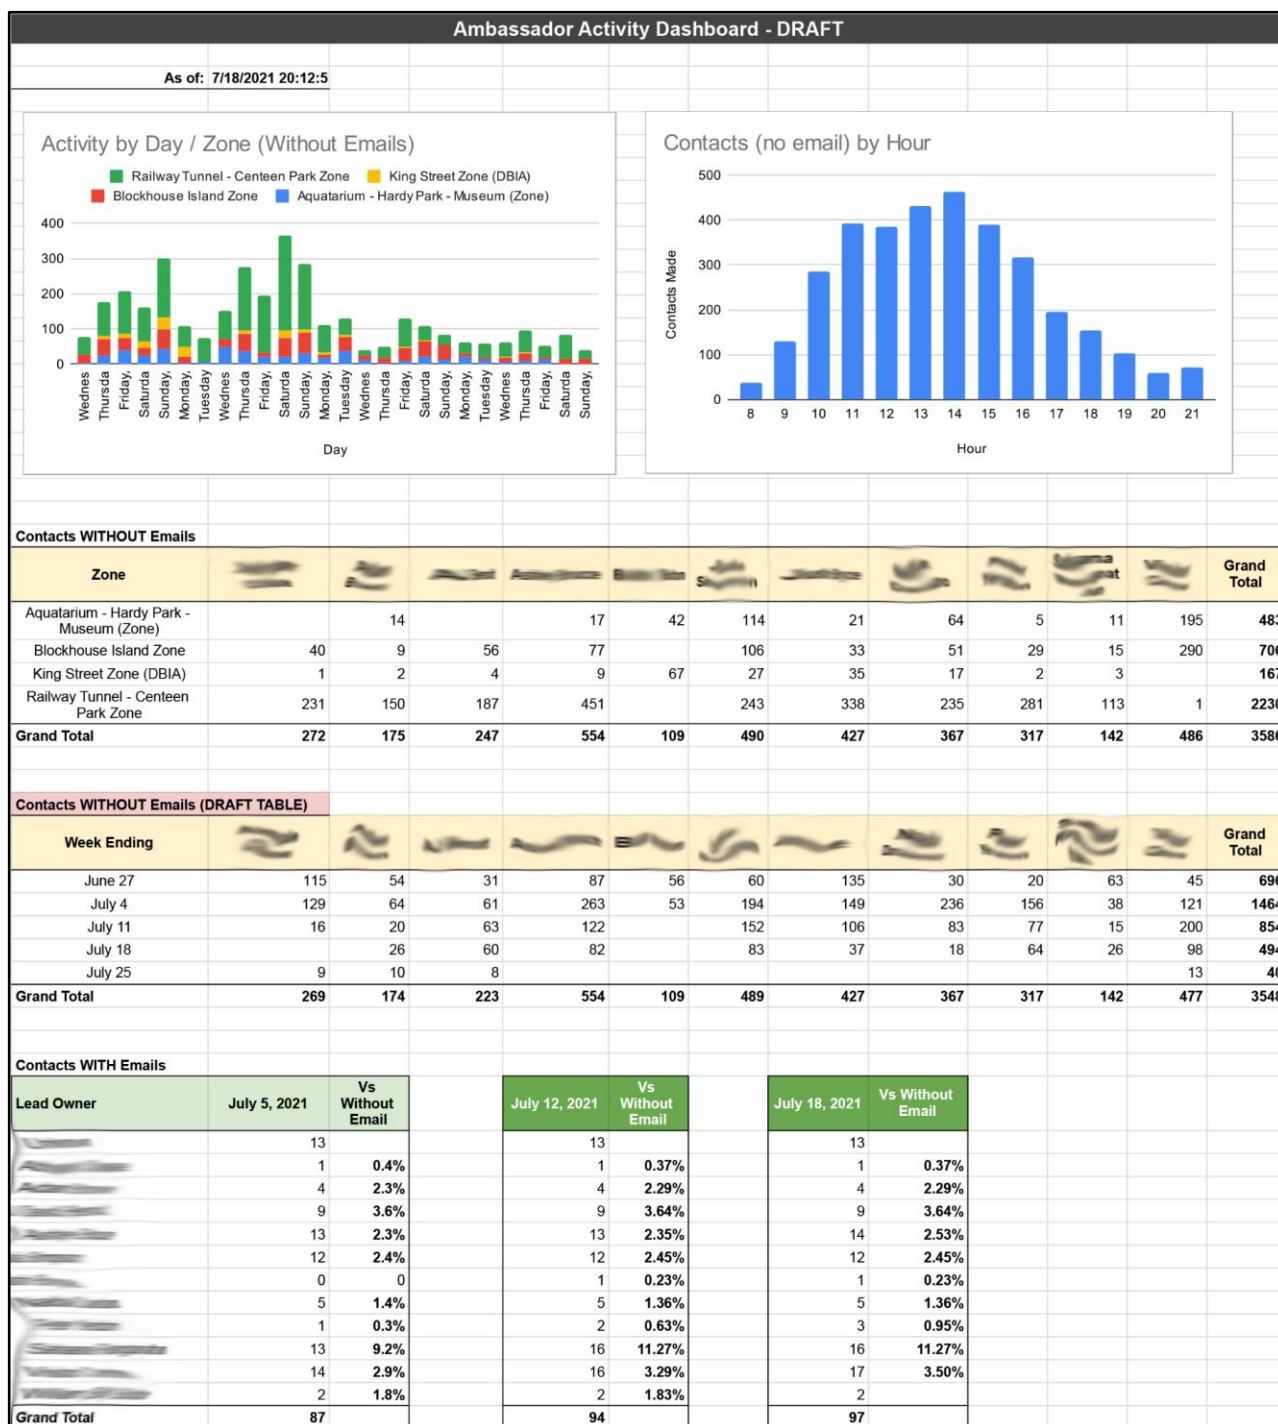 Ambassador Activity Dashboard - DRAFT
As of: 7/18/2021 20:12:5
Activity by Day / Zone (Without Emails)
Railway Tunnel - Centeen Park Zone King Street Zone (DBIA)
Blockhouse Island Zone Aquatarium - Hardy Park - Museum (Zone)
400
300
200
100
0
Wednes Thursda Friday, Saturda Sunday, Monday, Tuesday Wednes Thursda Friday, Saturda Sunday, Monday, Tuesday Wednes Thursda Friday, Saturda Sunday, Monday, Tuesday Wednes Thursda Friday, Saturda Sunday,
Day
Contacts (no email) by Hour
Contacts Made
500
400
300
200
100
0
8 9 10 11 12 13 14 15 16 17 18 19 20 21
Hour
Contacts WITHOUT Emails
Zone Grand
Total
Aquatarium - Hardy Park -
Museum (Zone) 14 17 42 114 21 64 5 11 195 483
Blockhouse Island Zone 40 9 56 77 106 33 51 29 15 290 706
King Street Zone (DBIA) 1 2 4 9 67 27 35 17 2 3 167
Railway Tunnel - Centeen
Park Zone 231 150 187 451 243 338 235 281 113 1 2230
Grand Total 272 175 247 554 109 490 427 367 317 142 486 3586
Contacts WITHOUT Emails (DRAFT TABLE)
Week Ending Grand
Total
June 27 115 54 31 87 56 60 135 30 20 63 45 696
July 4 129 64 61 263 53 194 149 236 156 38 121 1464
July 11 16 20 63 122 152 106 83 77 15 200 854
July 18 26 60 82 83 37 18 64 26 98 494
July 25 9 10 8 13 40
Grand Total 269 174 223 554 109 489 427 367 317 142 477 3548
Contacts WITH Emails
Lead Owner July 5, 2021 Vs
Without
Email
July 12, 2021 Vs
Without
Email
July 18, 2021 Vs Without
Email
13 13 13
1 0.4% 1 0.37% 1 0.37%
4 2.3% 4 2.29% 4 2.29%
9 3.6% 9 3.64% 9 3.64%
13 2.3% 13 2.35% 14 2.53%
12 2.4% 12 2.45% 12 2.45%
0 0 1 0.23% 1 0.23%
5 1.4% 5 1.36% 5 1.36%
1 0.3% 2 0.63% 3 0.95%
13 9.2% 16 11.27% 16 11.27%
14 2.9% 16 3.29% 17 3.50%
2 1.8% 2 1.83% 2
Grand Total 87 94 97